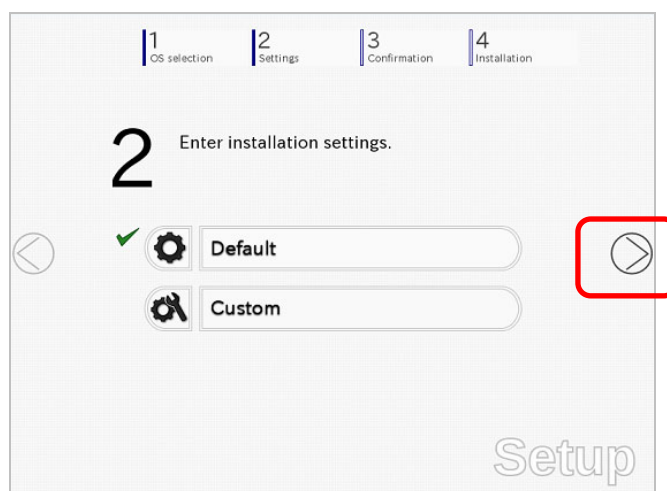 1
OS selection
2
Settings
3
Confirmation
4
Installation
2
Enter installation settings.
Default
Custom
Setup